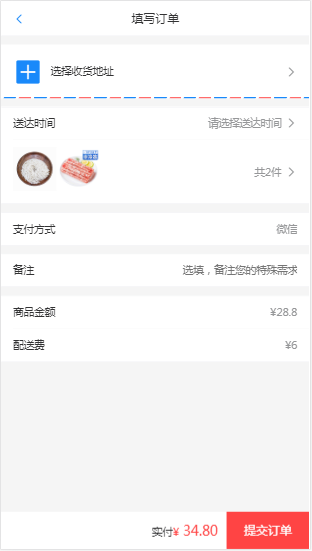 填写订单
选择收货地址
送达时间 请选择送达时间
共2件
支付方式 微信
备注 选填，备注您的特殊需求
商品金额 ¥28.8
配送费 ¥6
实付¥ 34.80 提交订单